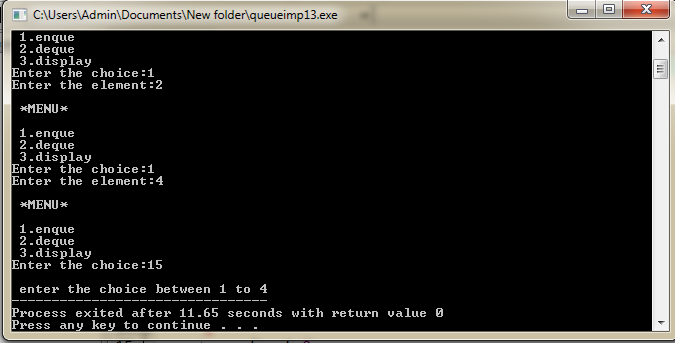 C:\Users\Admin\Documents\New folder\queueimp13.exe
1.enque
2.deque
3.display
Enter the choice:1
Enter the element:2
*MENU*
1.enque
2.deque
3.display
Enter the choice:1
Enter the element:4
*MENU*
1.enque
2.deque
3.display
Enter the choice:15
enter the choice between 1 to 4
--------------------------------
Process exited after 11.65 seconds with return value 0
Press any key to continue . . .